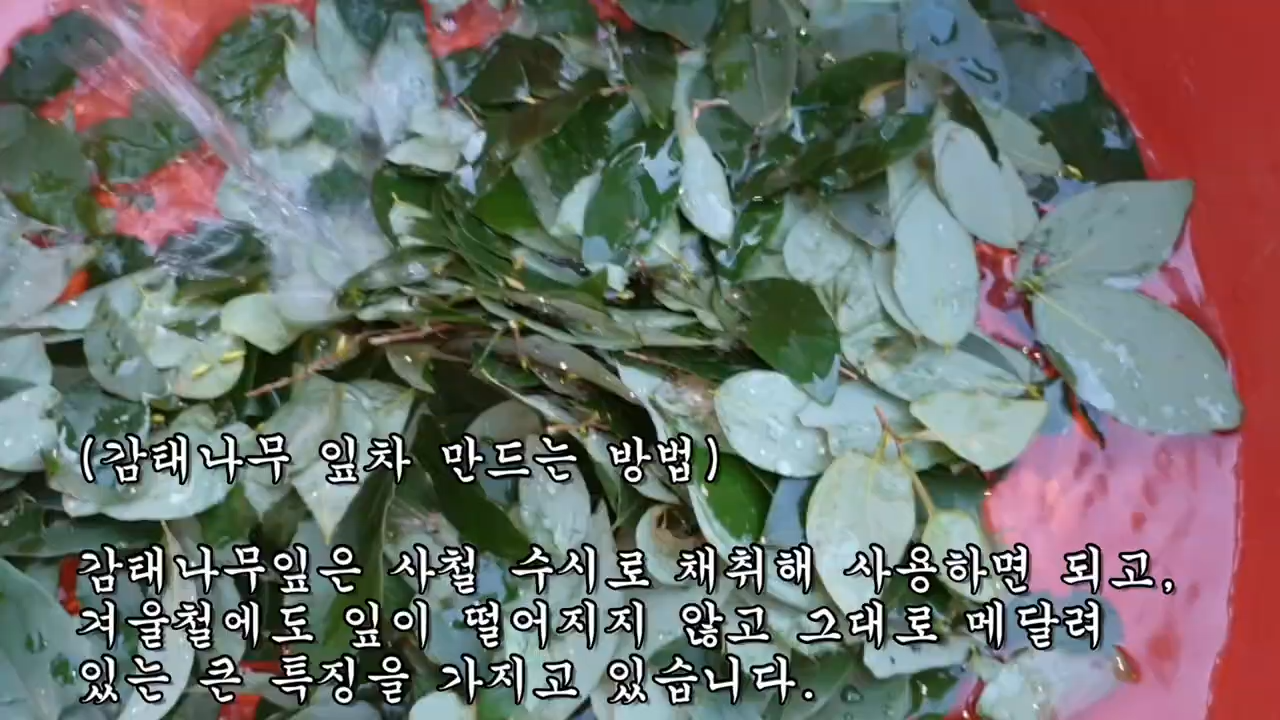 (감태나무 잎차 만드는 방법)
감태나무잎은 사철 수시로 채취해 사용하면 되고,
겨울철에도 잎이 떨어지지 않고 그대로 메달려
있는 큰 특징을 가지고 있습니다.